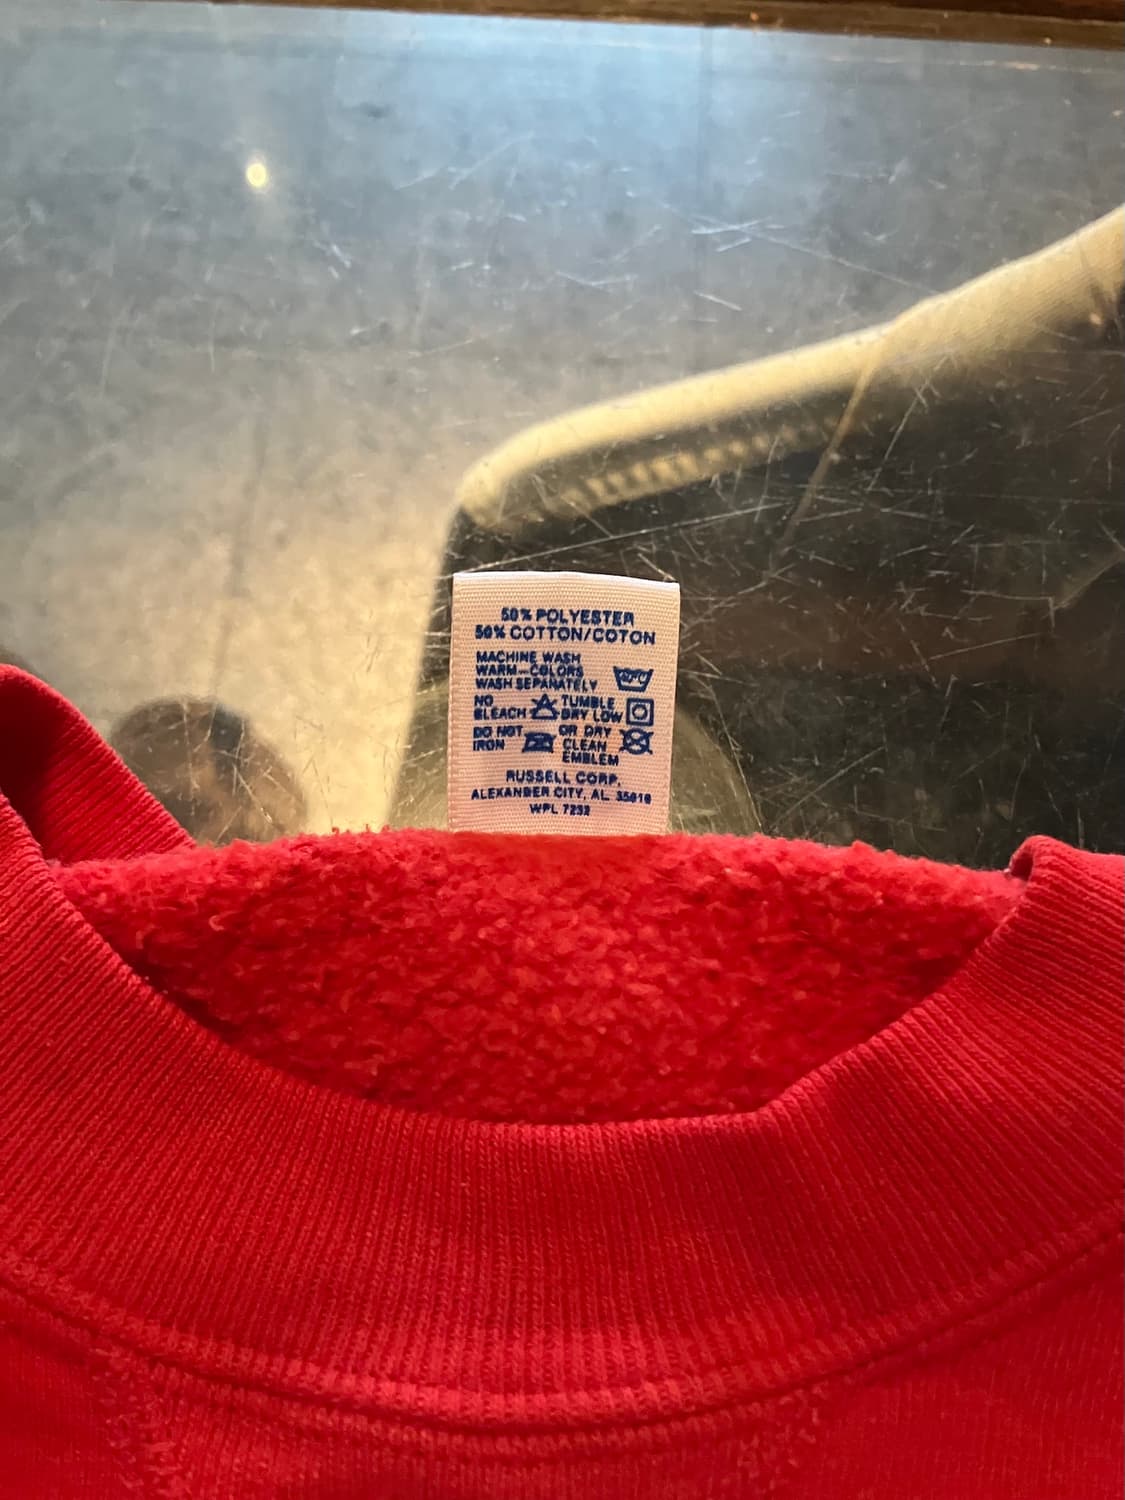 50% POLYESTER
50% COTTON/COTON
MACHINE WASH
WARM-COLORS
WASH SEPARATELY
NO
BLEACH
TUMBLE
DRY LOW
DO NOT
IRON
OR DRY
CLEAN
EMBLEM
RUSSELL CORP.
ALEXANDER CITY, AL 35010
WPL 7292